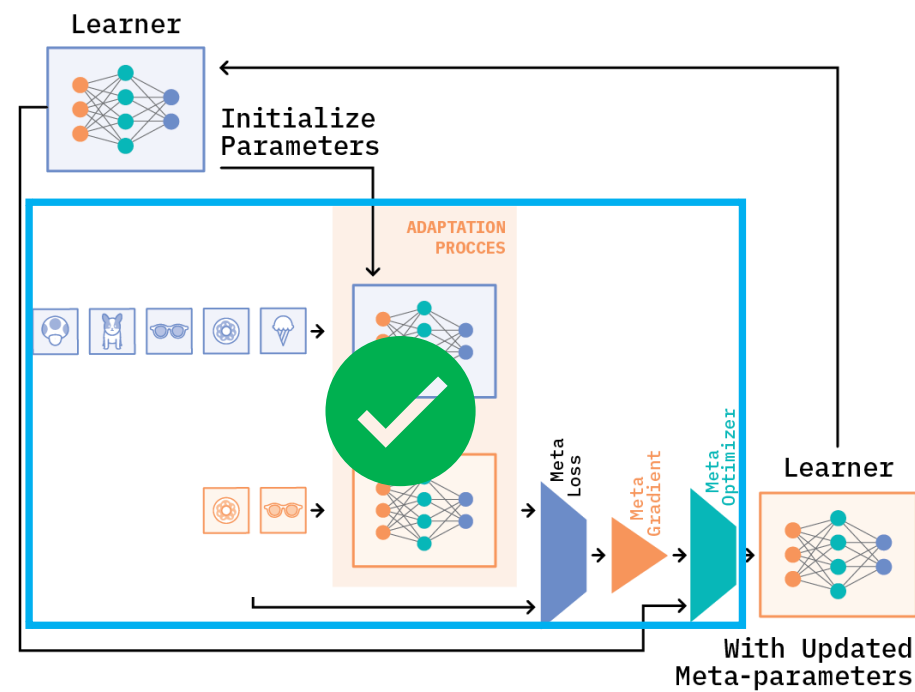 Learner
Initialize
Parameters
ADAPTATION
PROCCES
Meta
Loss
Meta
Gradient
Meta
Optimizer
Learner
With Updated
Meta-parameters